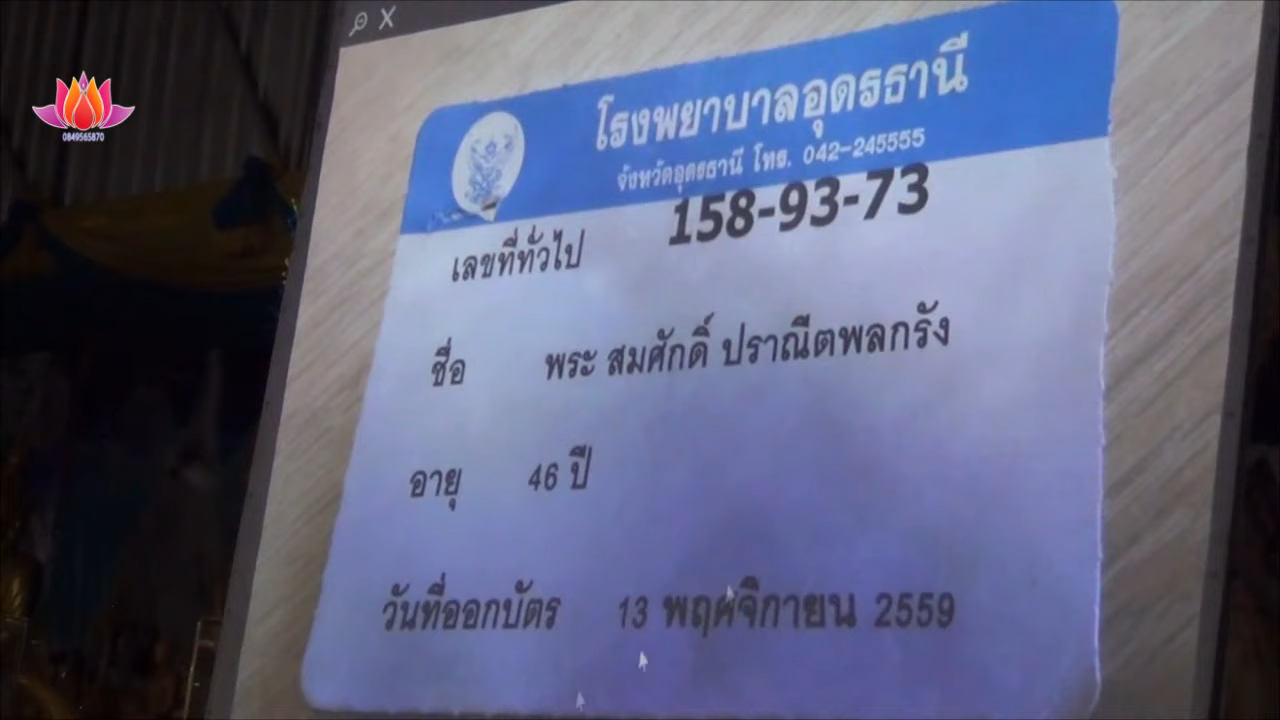 X
0849565870
โรงพยาบาลอุดรธานี
จังหวัดอุดรธานี โทร. 042-245555
158-93-73
เลขที่ทั่วไป
ชื่อ พระ สมศักดิ์ ปราณีตพลกรัง
อายุ 46 ปี
วันที่ออกบัตร 13 พฤศจิกายน 2559